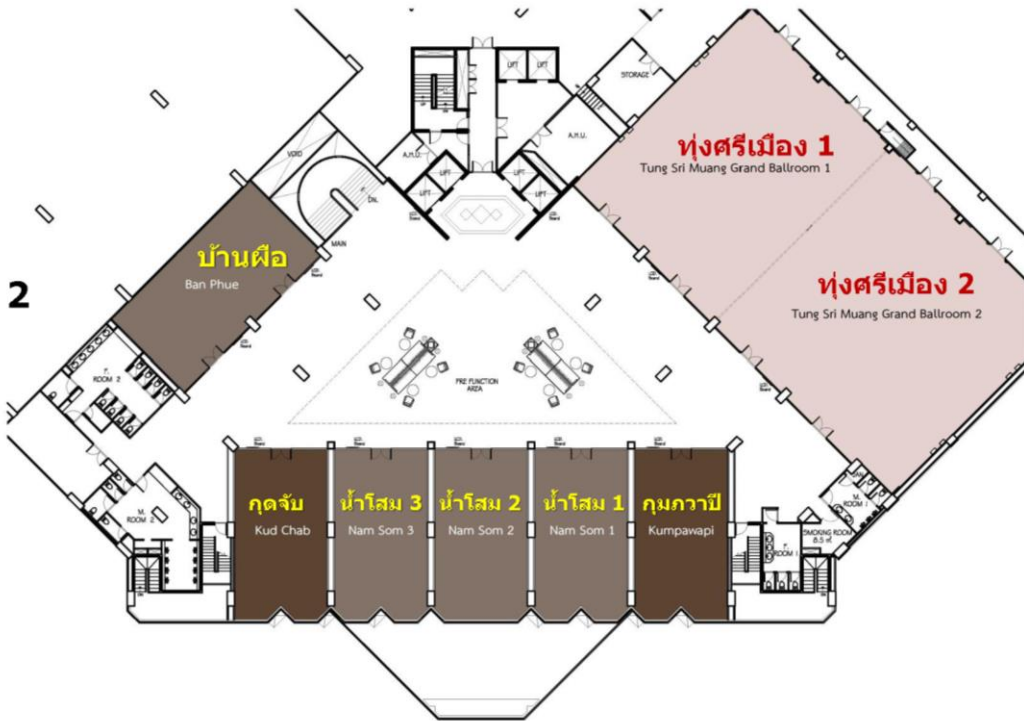 LIFT
LIFT
STORAGE
A.H.U.
A.H.U.
VOID
LIFT
LIFT
LIFT
LIFT
DN.
MAIN
ทุ่งศรีเมือง 1
Tung Sri Muang Grand Ballroom 1
บ้านผือ
Ban Phue
2
ทุ่งศรีเมือง 2
Tung Sri Muang Grand Ballroom 2
F.
ROOM 2
PRE FUNCTION
AREA
กุดจับ
Kud Chab
น้ำโสม 3
Nam Som 3
น้ำโสม 2
Nam Som 2
น้ำโสม 1
Nam Som 1
กุมภวาปี
Kumpawapi
M.
ROOM 2
M.
ROOM 1
SMOKING ROOM
F.
ROOM 1